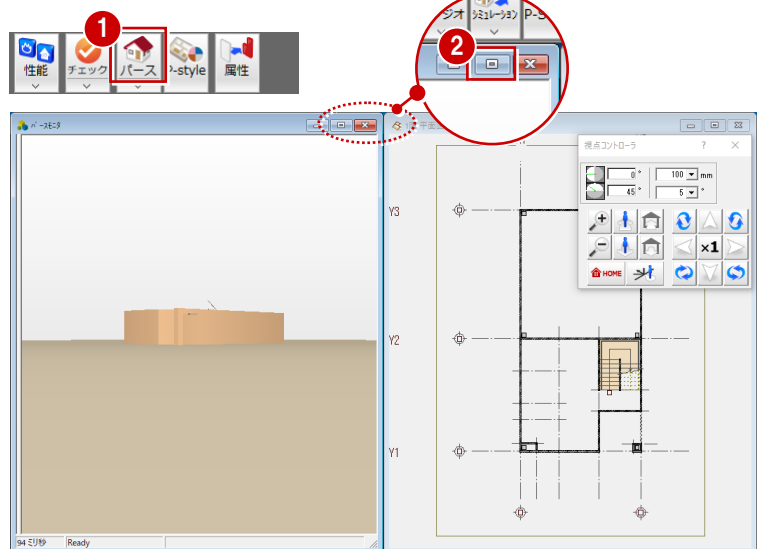 1
性能
チェック
パース
P-style
属性
ジオ
ｼﾐｭﾚｰｼｮﾝ
P-S
2
ﾊﾟｰｽﾓﾆﾀ
平面
視点コントローラ
?
0 °
100
mm
45 °
5
°
×1
HOME
Y3
Y2
Y1
94 ミリ秒
Ready